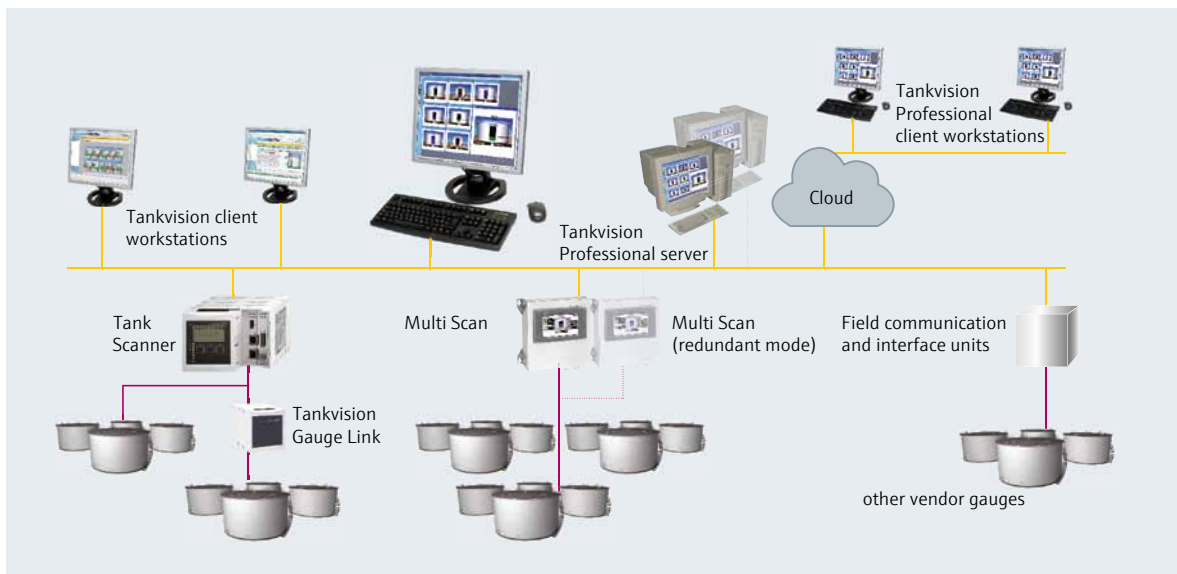 Tankvision
Professional
client workstations
Cloud
Tankvision client
workstations
Tankvision
Professional server
Tank
Scanner
Multi Scan
Multi Scan
(redundant mode)
Field communication
and interface units
Tankvision
Gauge Link
other vendor gauges